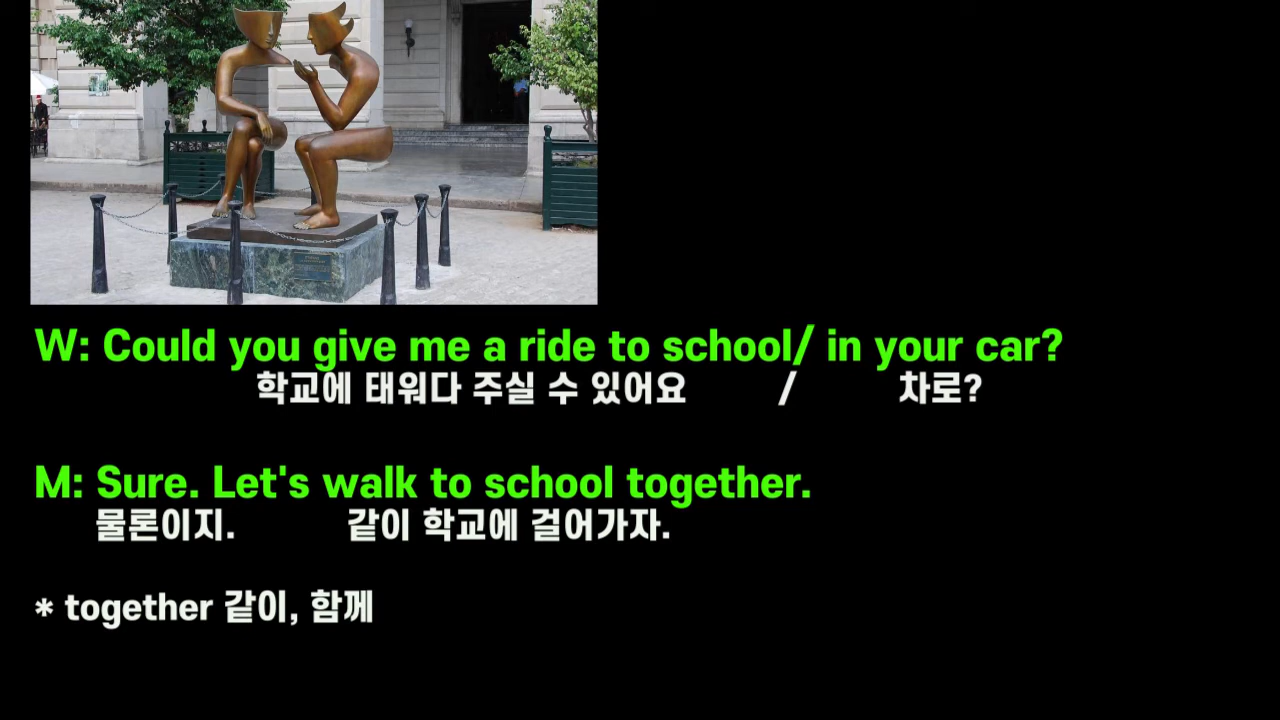 W: Could you give me a ride to school/ in your car?
학교에 태워다 주실 수 있어요 / 차로?
M: Sure. Let's walk to school together.
물론이지. 같이 학교에 걸어가자.
* together 같이, 함께